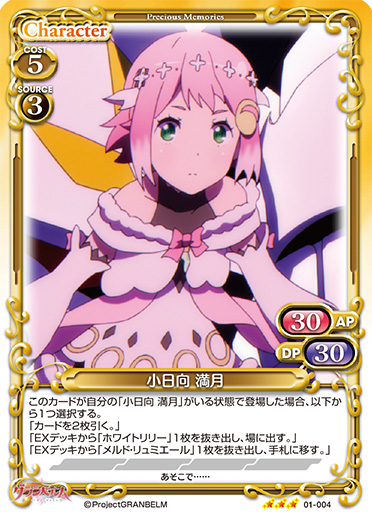 Precious Memories
Character
COST
5
SOURCE
3
30 AP
DP 30
小日向 満月
このカードが自分の「小日向 満月」がいる状態で登場した場合、以下か
ら1つ選択する。
「カードを2枚引く。」
「EXデッキから「ホワイトリリー」1枚を抜き出し、場に出す。」
「EXデッキから「メルド・リュミエール」1枚を抜き出し、手札に移す。」
あそこで……
グランベルム
©ProjectGRANBELM
01-004